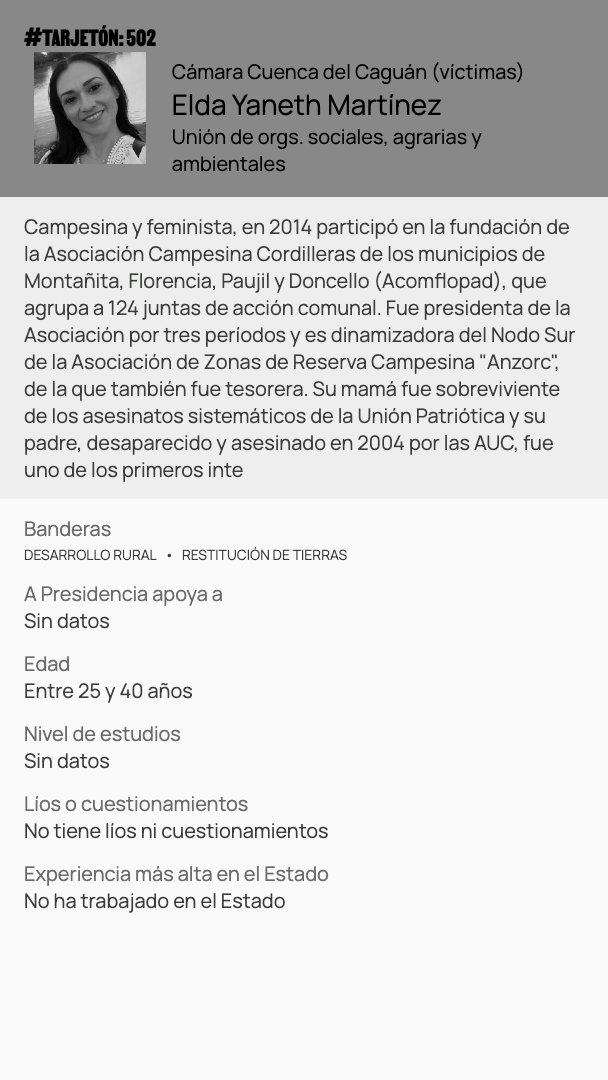 #TARJETÓN: 502
Cámara Cuenca del Caguán (víctimas)
Elda Yaneth Martínez
Unión de orgs. sociales, agrarias y
ambientales
Campesina y feminista, en 2014 participó en la fundación de
la Asociación Campesina Cordilleras de los municipios de
Montañita, Florencia, Paujil y Doncello (Acomflopad), que
agrupa a 124 juntas de acción comunal. Fue presidenta de la
Asociación por tres períodos y es dinamizadora del Nodo Sur
de la Asociación de Zonas de Reserva Campesina "Anzorc",
de la que también fue tesorera. Su mamá fue sobreviviente
de los asesinatos sistemáticos de la Unión Patriótica y su
padre, desaparecido y asesinado en 2004 por las AUC, fue
uno de los primeros inte
Banderas
DESARROLLO RURAL • RESTITUCIÓN DE TIERRAS
A Presidencia apoya a
Sin datos
Edad
Entre 25 y 40 años
Nivel de estudios
Sin datos
Líos o cuestionamientos
No tiene líos ni cuestionamientos
Experiencia más alta en el Estado
No ha trabajado en el Estado